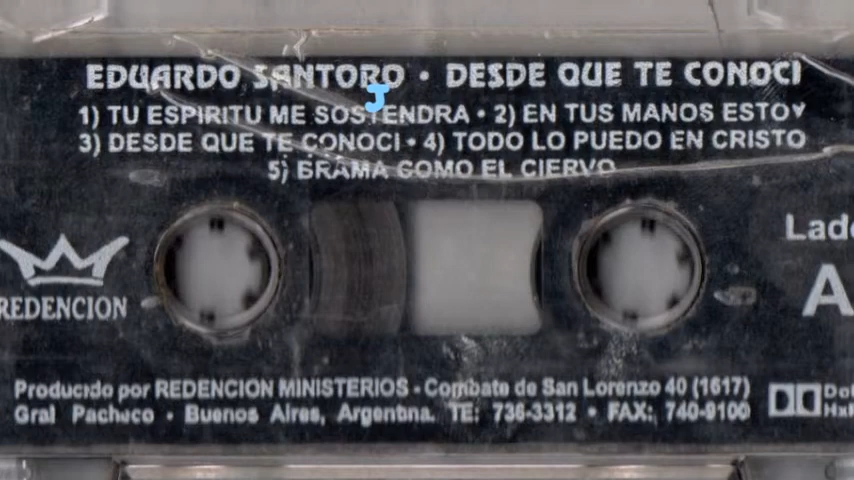 EDUARDO SANTORO • DESDE QUE TE CONOCI
J
1) TU ESPIRITU ME SOSTENDRA • 2) EN TUS MANOS ESTOY
3) DESDE QUE TE CONOCI • 4) TODO LO PUEDO EN CRISTO
5) BRAMA COMO EL CIERVO
Lado
A
REDENCION
Producido por REDENCION MINISTERIOS - Combate de San Lorenzo 40 (1617)
Gral Pacheco • Buenos Aires, Argentina. TE: 736-3312 • FAX: 740-9100